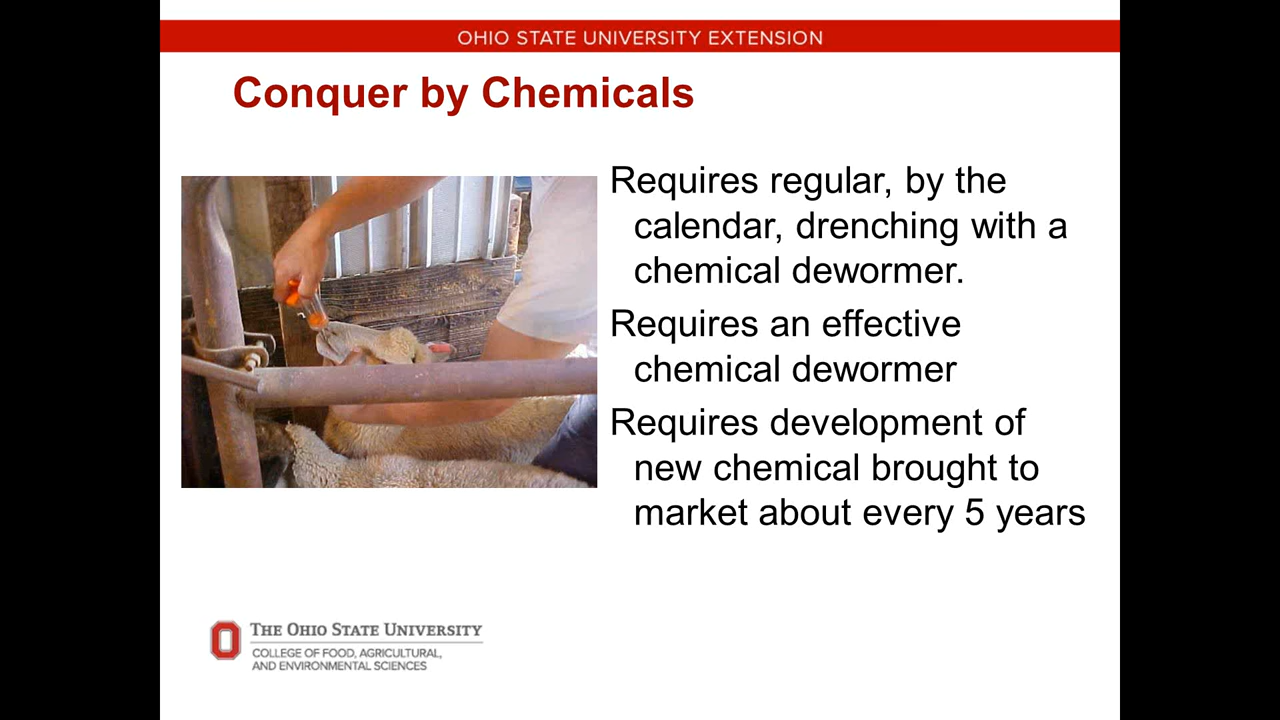 OHIO STATE UNIVERSITY EXTENSION
Conquer by Chemicals
Requires regular, by the
calendar, drenching with a
chemical dewormer.
Requires an effective
chemical dewormer
Requires development of
new chemical brought to
market about every 5 years
THE OHIO STATE UNIVERSITY
COLLEGE OF FOOD, AGRICULTURAL,
AND ENVIRONMENTAL SCIENCES